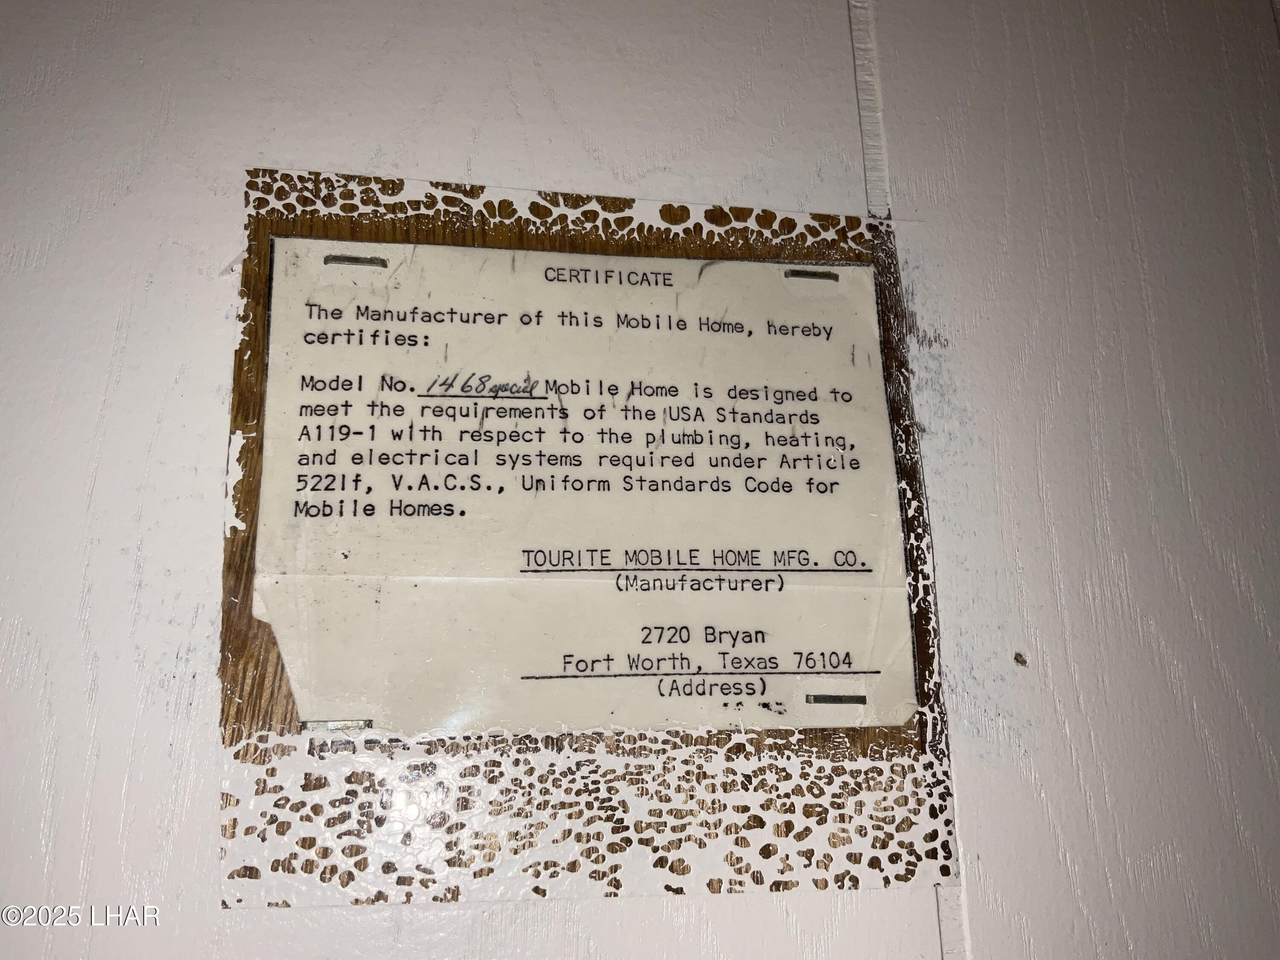 CERTIFICATE
The Manufacturer of this Mobile Home, hereby
certifies:
Model No. 1468 special Mobile Home is designed to
meet the requirements of the USA Standards
A119-1 with respect to the plumbing, heating,
and electrical systems required under Article
5221f, V.A.C.S., Uniform Standards Code for
Mobile Homes.
TOURITE MOBILE HOME MFG. CO.
(Manufacturer)
2720 Bryan
Fort Worth, Texas 76104
(Address)
©2025 LHAR